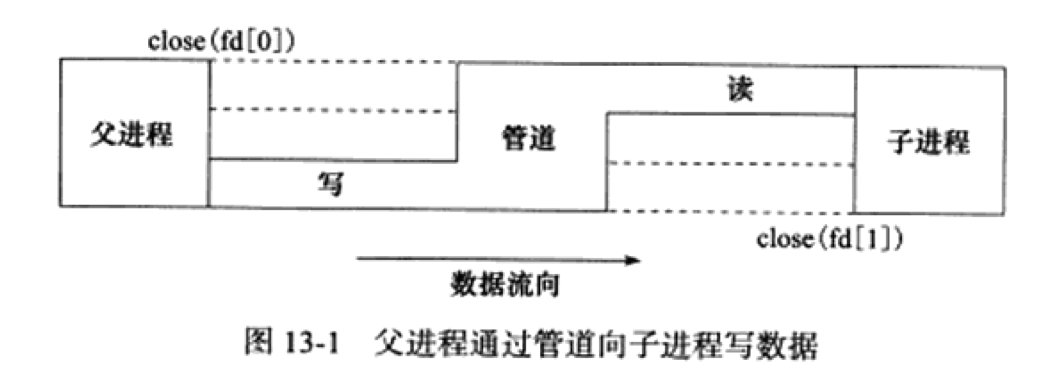 close(fd[0])
读
父进程
管道
子进程
写
close(fd[1])
数据流向
图 13-1 父进程通过管道向子进程写数据